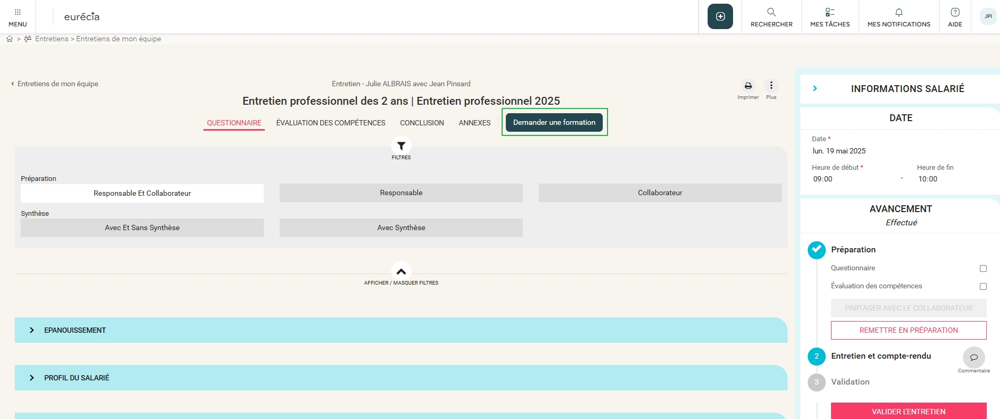 MENU
eurécia
RECHERCHER
MES TÂCHES
MES NOTIFICATIONS
AIDE
JPI
> Entretiens > Entretiens de mon équipe
Entretiens de mon équipe
Entretien - Julie ALBRAIS avec Jean Pinsard
Imprimer
Plus
Entretien professionnel des 2 ans | Entretien professionnel 2025
QUESTIONNAIRE
ÉVALUATION DES COMPÉTENCES
CONCLUSION
ANNEXES
Demander une formation
FILTRES
Préparation
Responsable Et Collaborateur
Responsable
Collaborateur
Synthèse
Avec Et Sans Synthèse
Avec Synthèse
AFFICHER / MASQUER FILTRES
EPANOUISSEMENT
PROFIL DU SALARIÉ
INFORMATIONS SALARIÉ
DATE
Date *
lun. 19 mai 2025
Heure de début *
Heure de fin
09:00 - 10:00
AVANCEMENT
Effectué
Préparation
Questionnaire
Évaluation des compétences
PARTAGER AVEC LE COLLABORATEUR
REMETTRE EN PRÉPARATION
2 Entretien et compte-rendu
Commentaire
3 Validation
VALIDER L'ENTRETIEN